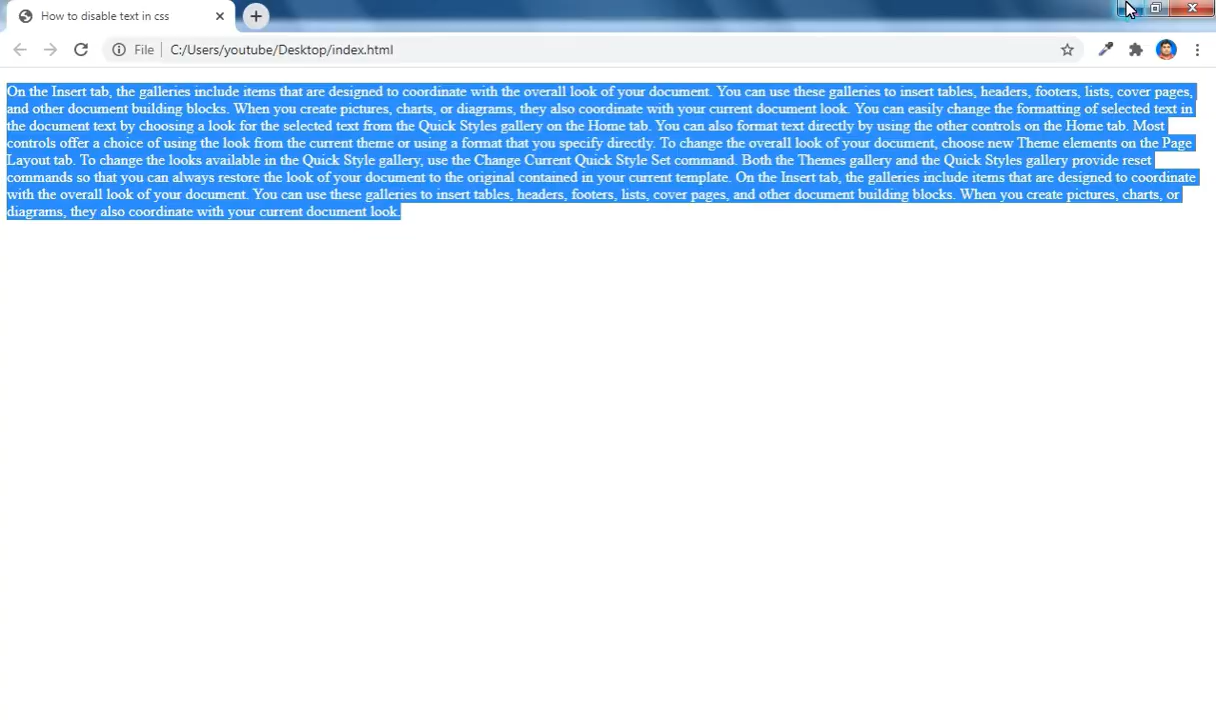 How to disable text in css
File
C:/Users/youtube/Desktop/index.html
On the Insert tab, the galleries include items that are designed to coordinate with the overall look of your document. You can use these galleries to insert tables, headers, footers, lists, cover pages,
and other document building blocks. When you create pictures, charts, or diagrams, they also coordinate with your current document look. You can easily change the formatting of selected text in
the document text by choosing a look for the selected text from the Quick Styles gallery on the Home tab. You can also format text directly by using the other controls on the Home tab. Most
controls offer a choice of using the look from the current theme or using a format that you specify directly. To change the overall look of your document, choose new Theme elements on the Page
Layout tab. To change the looks available in the Quick Style gallery, use the Change Current Quick Style Set command. Both the Themes gallery and the Quick Styles gallery provide reset
commands so that you can always restore the look of your document to the original contained in your current template. On the Insert tab, the galleries include items that are designed to coordinate
with the overall look of your document. You can use these galleries to insert tables, headers, footers, lists, cover pages, and other document building blocks. When you create pictures, charts, or
diagrams, they also coordinate with your current document look.